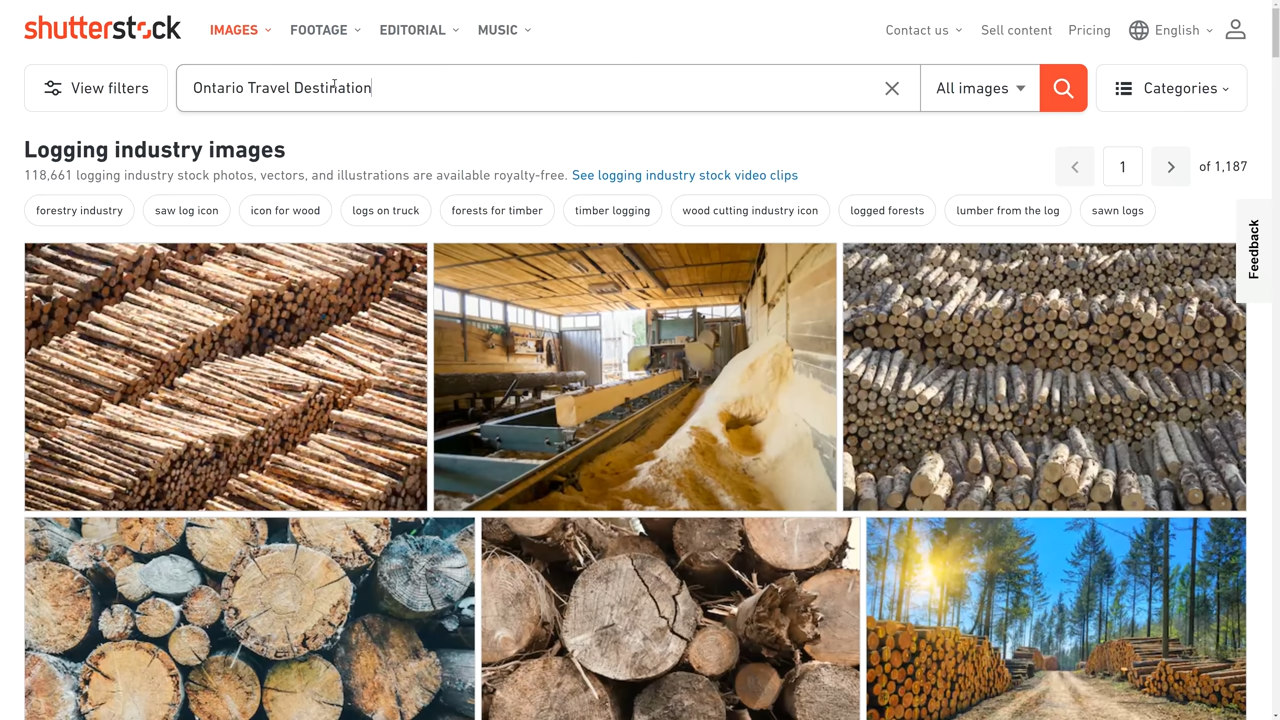 shutterstock IMAGES FOOTAGE EDITORIAL MUSIC Contact us Sell content Pricing English
View filters Ontario Travel Destination All images Categories
Logging industry images
118,661 logging industry stock photos, vectors, and illustrations are available royalty-free. See logging industry stock video clips
1 of 1,187
forestry industry saw log icon icon for wood logs on truck forests for timber timber logging wood cutting industry icon logged forests lumber from the log sawn logs
Feedback